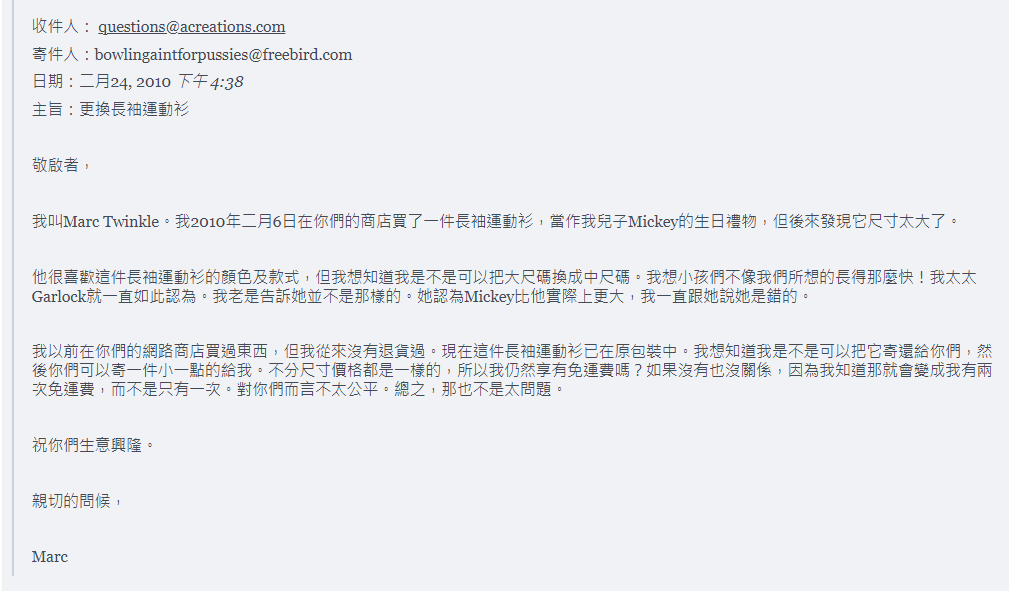 收件人： questions@acreations.com
寄件人：bowlingaintforpussies@freebird.com
日期：二月24, 2010 下午4:38
主旨：更換長袖運動衫
敬啟者，
我叫Marc Twinkle。我2010年二月6日在你們的商店買了一件長袖運動衫，當作我兒子Mickey的生日禮物，但後來發現它尺寸太大了。
他很喜歡這件長袖運動衫的顏色及款式，但我想知道我是不是可以把大尺碼換成中尺碼。我想小孩們不像我們所想的長得那麼快！我太太
Garlock就一直如此認為。我老是告訴她並不是那樣的。她認為Mickey比他實際上更大，我一直跟她說她是錯的。
我以前在你們的網路商店買過東西，但我從來沒有退貨過。現在這件長袖運動衫已在原包裝中。我想知道我是不是可以把它寄還給你們，然
後你們可以寄一件小一點的給我。不分尺寸價格都是一樣的，所以我仍然享有免運費嗎？如果沒有也沒關係，因為我知道那就會變成我有兩
次免運費，而不是只有一次。對你們而言不太公平。總之，那也不是太問題。
祝你們生意興隆。
親切的問候，
Marc